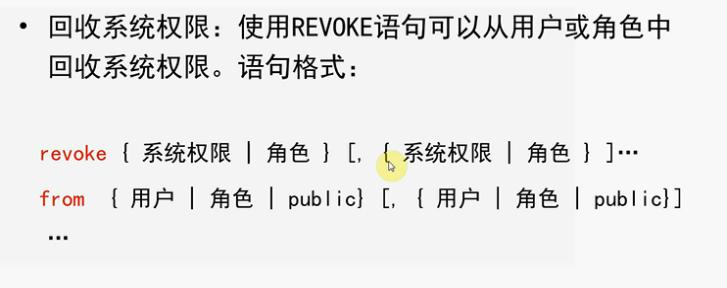 • 回收系统权限：使用REVOKE语句可以从用户或角色中
回收系统权限。语句格式：
revoke { 系统权限 | 角色 } [, { 系统权限 | 角色 } ]…
from { 用户 | 角色 | public} [, { 用户 | 角色 | public}]
…